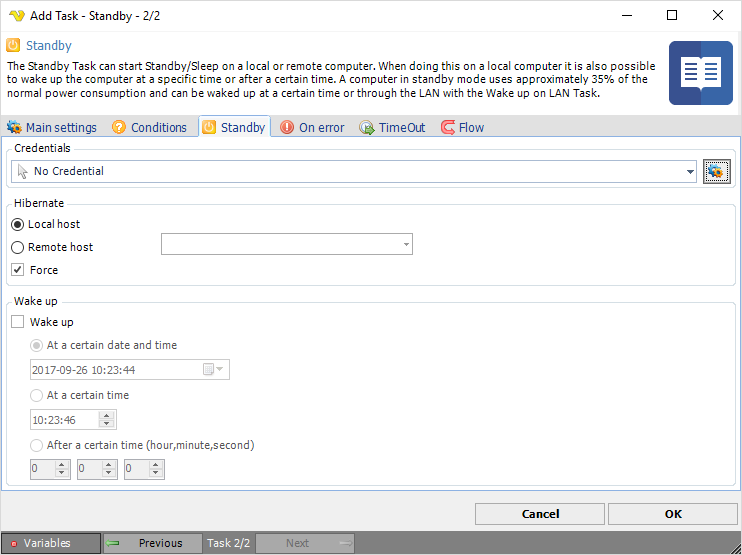 Add Task - Standby - 2/2
Standby
The Standby Task can start Standby/Sleep on a local or remote computer. When doing this on a local computer it is also possible
to wake up the computer at a specific time or after a certain time. A computer in standby mode uses approximately 35% of the
normal power consumption and can be waked up at a certain time or through the LAN with the Wake up on LAN Task.
Main settings Conditions Standby On error TimeOut Flow
Credentials
No Credential
Hibernate
Local host
Remote host
Force
Wake up
Wake up
At a certain date and time
2017-09-26 10:23:44
At a certain time
10:23:46
After a certain time (hour,minute,second)
0 0 0
Cancel OK
Variables Previous Task 2/2 Next